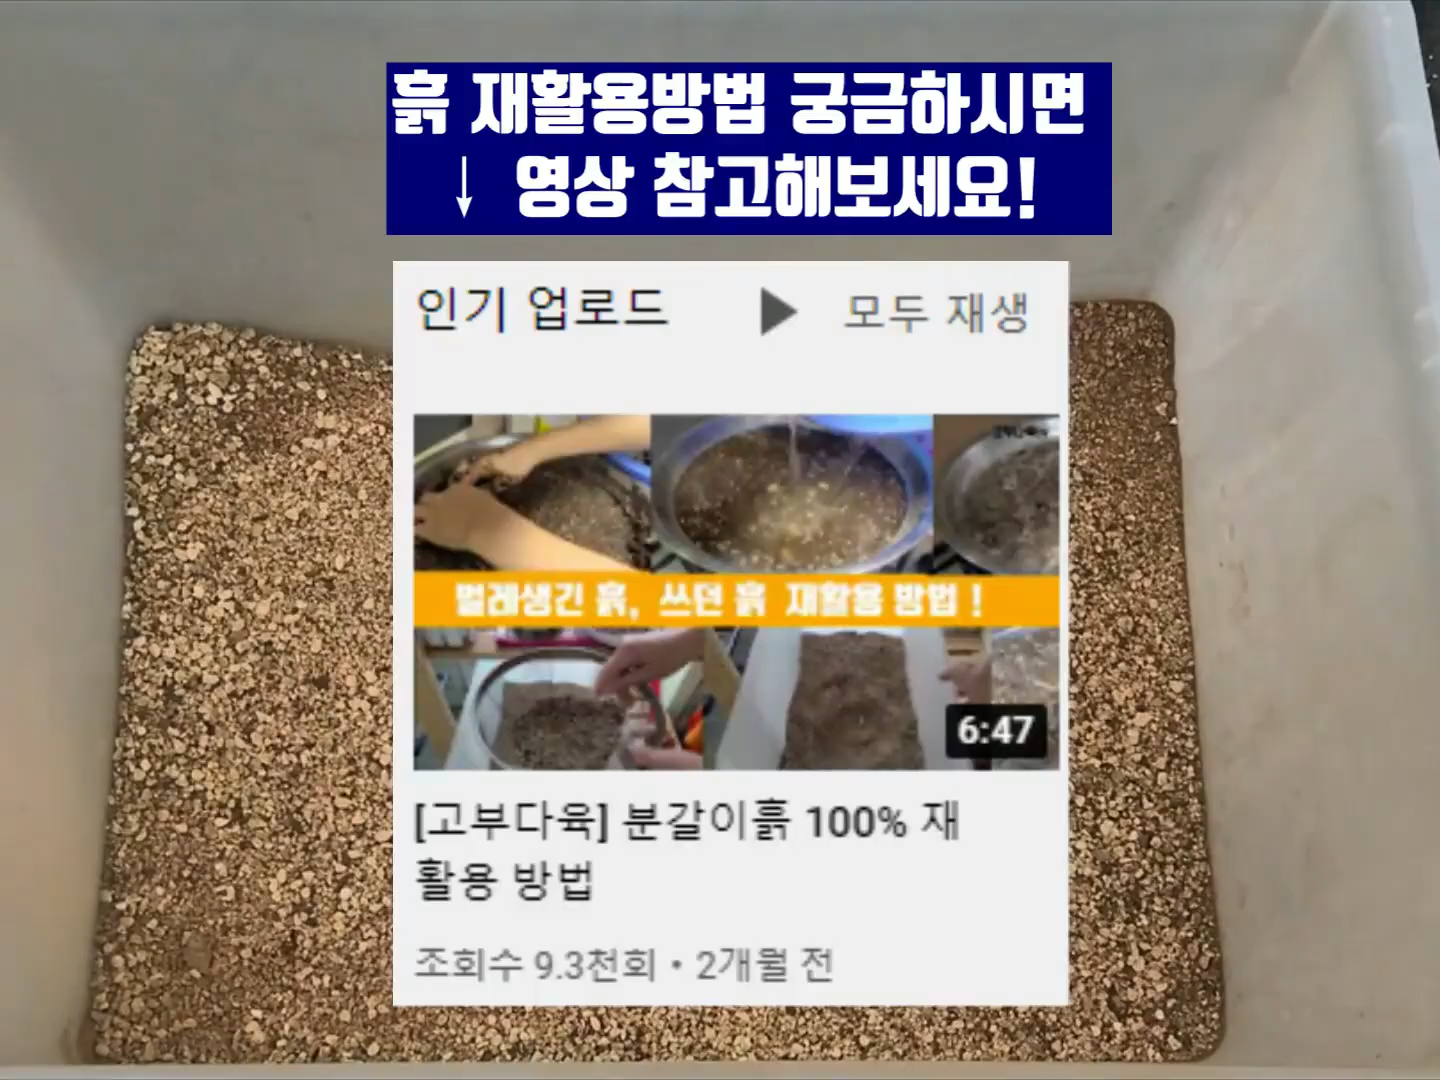 흙 재활용방법 궁금하시면
↓ 영상 참고해보세요!
인기 업로드 ▶ 모두 재생
벌레생긴 흙, 쓰던 흙 재활용 방법 !
6:47
[고부다육] 분갈이흙 100% 재
활용 방법
조회수 9.3천회 • 2개월 전